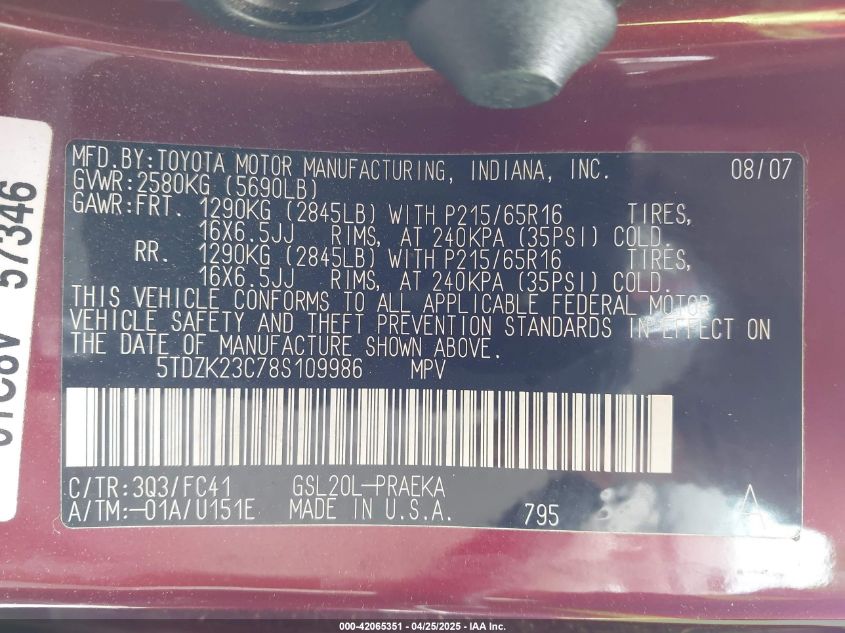 MFD.BY:TOYOTA MOTOR MANUFACTURING, INDIANA, INC. 08/07
GVWR:2580KG (5690LB)
GAWR:FRT. 1290KG (2845LB) WITH P215/65R16 TIRES,
16X6.5JJ RIMS, AT 240KPA (35PSI) COLD.
RR. 1290KG (2845LB) WITH P215/65R16 TIRES,
16X6.5JJ RIMS, AT 240KPA (35PSI) COLD.
THIS VEHICLE CONFORMS TO ALL APPLICABLE FEDERAL MOTOR
VEHICLE SAFETY AND THEFT PREVENTION STANDARDS IN EFFECT ON
THE DATE OF MANUFACTURE SHOWN ABOVE.
5TDZK23C78S109986 MPV
C/TR:3Q3/FC41 GSL20L-PRAEKA
A/TM:-01A/U151E MADE IN U.S.A. 795 A
57346
000-42065351 - 04/25/2025 - IAA Inc.